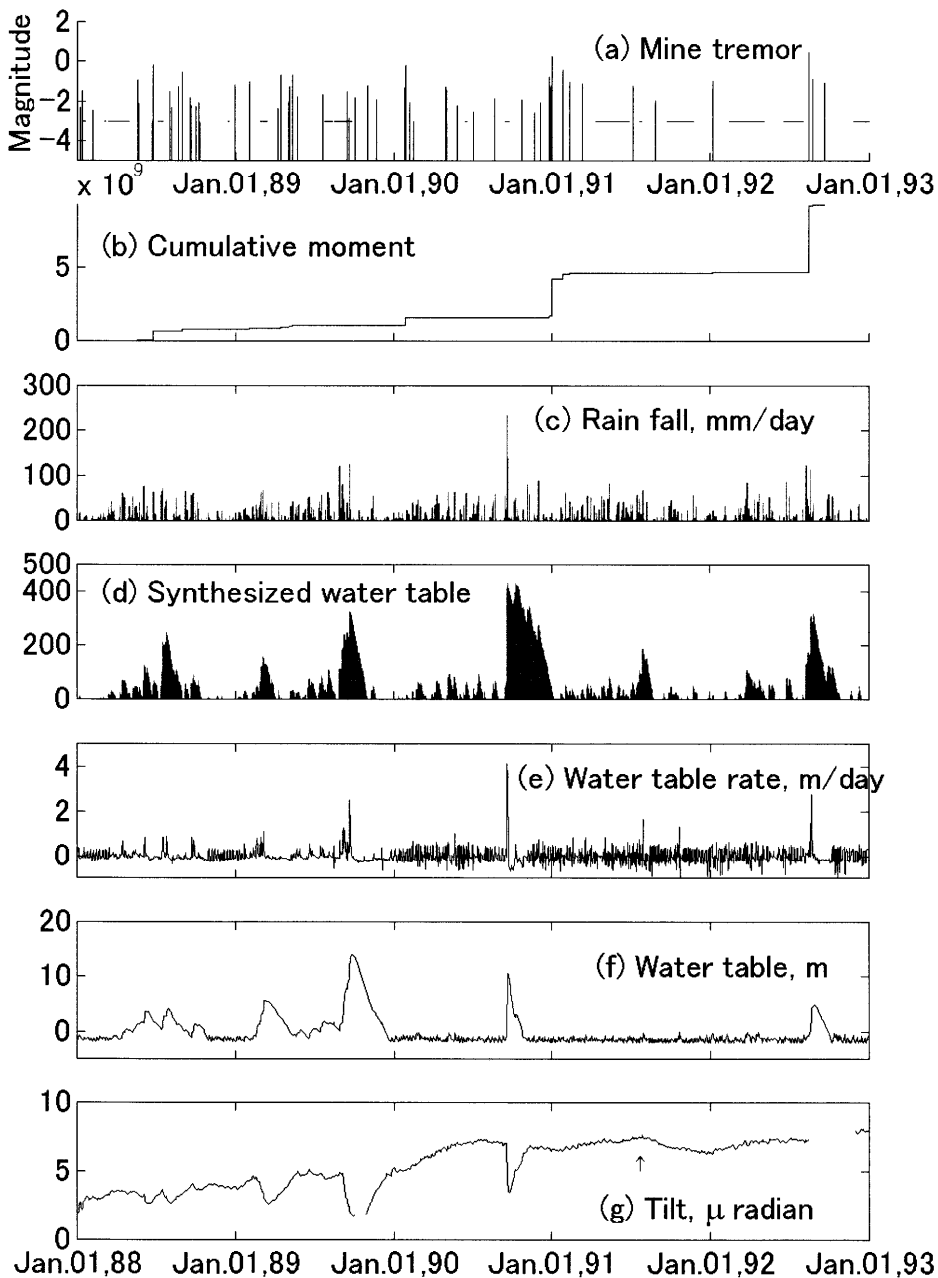 2
0
-2
-4
Magnitude
(a) Mine tremor
x 10^9
Jan.01,89
Jan.01,90
Jan.01,91
Jan.01,92
Jan.01,93
5
0
(b) Cumulative moment
300
200
100
0
(c) Rain fall, mm/day
500
400
200
0
(d) Synthesized water table
4
2
0
(e) Water table rate, m/day
20
10
0
(f) Water table, m
10
5
0
(g) Tilt, μ radian
Jan.01,88
Jan.01,89
Jan.01,90
Jan.01,91
Jan.01,92
Jan.01,93